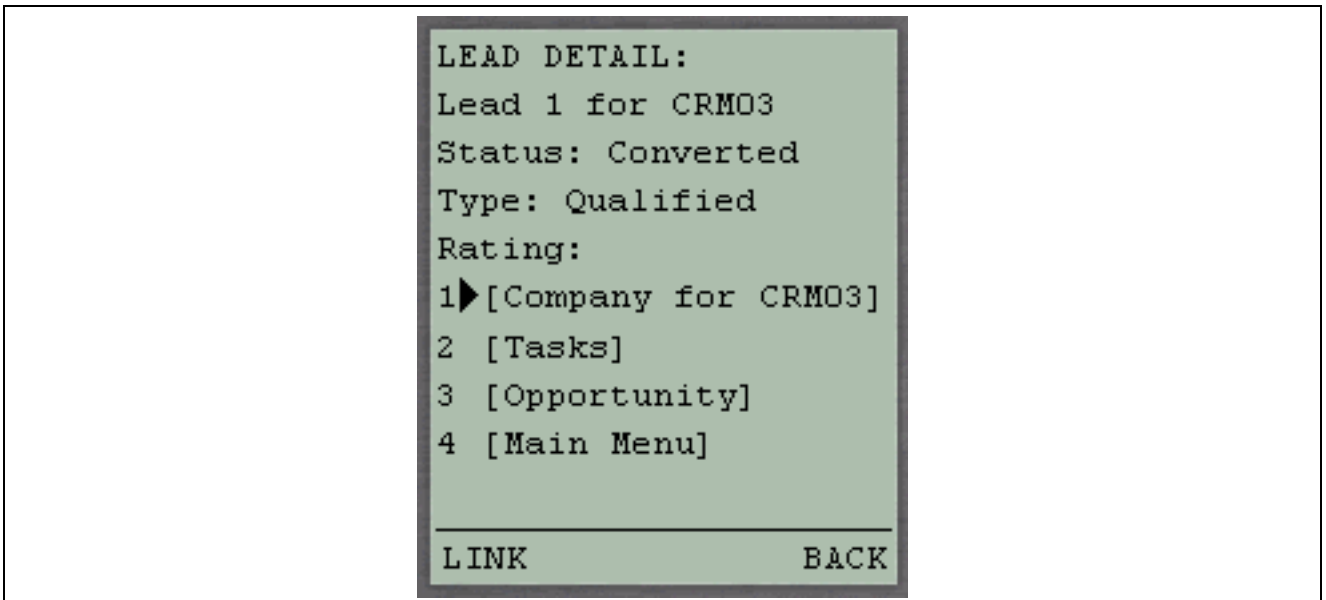 LEAD DETAIL:
Lead 1 for CRMO3
Status: Converted
Type: Qualified
Rating:
1 [Company for CRMO3]
2 [Tasks]
3 [Opportunity]
4 [Main Menu]
LINK BACK